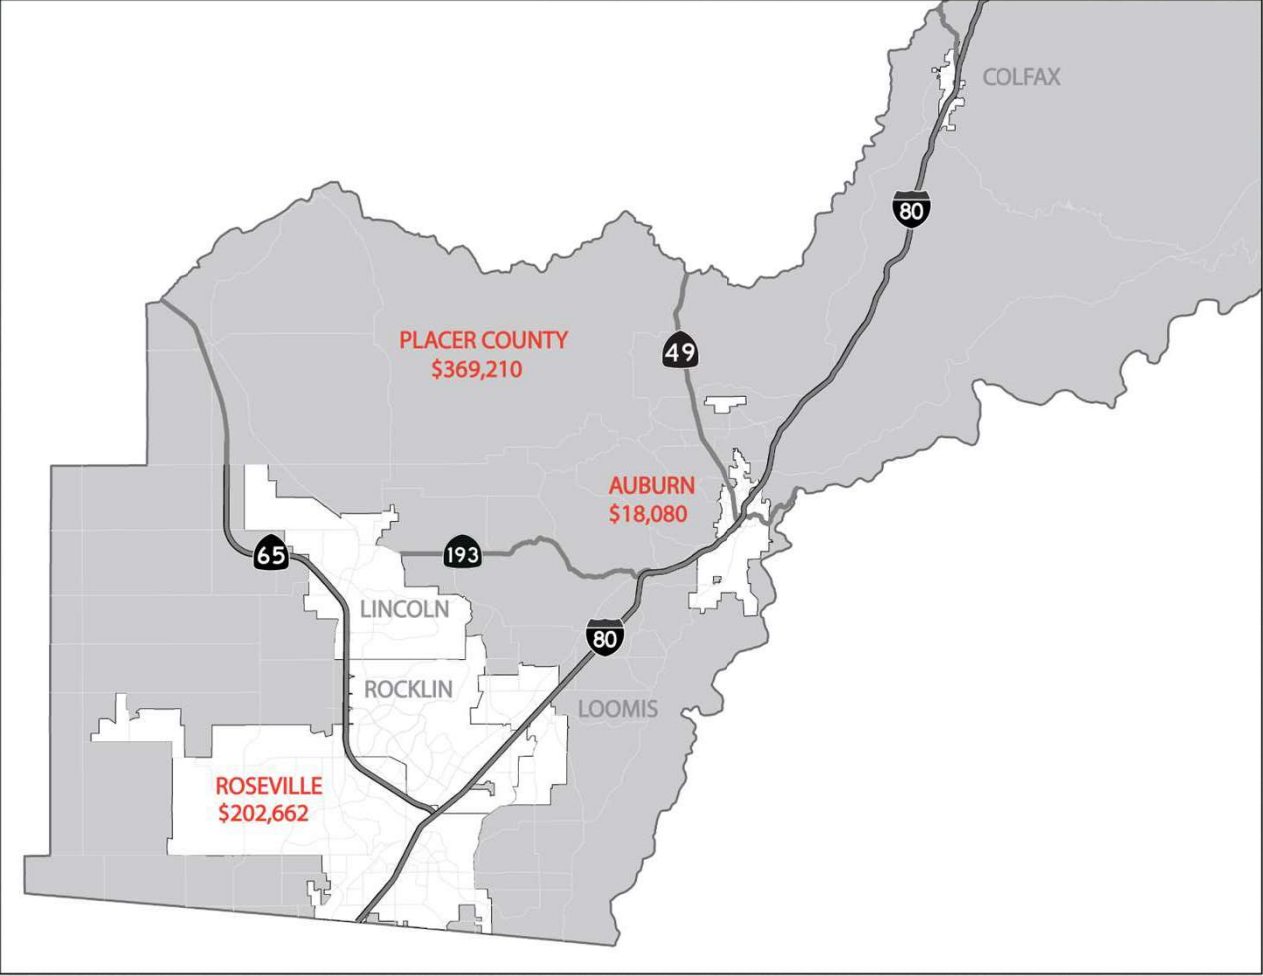 COLFAX
80
PLACER COUNTY
$369,210
49
AUBURN
$18,080
65
193
LINCOLN
80
ROCKLIN
LOOMIS
ROSEVILLE
$202,662